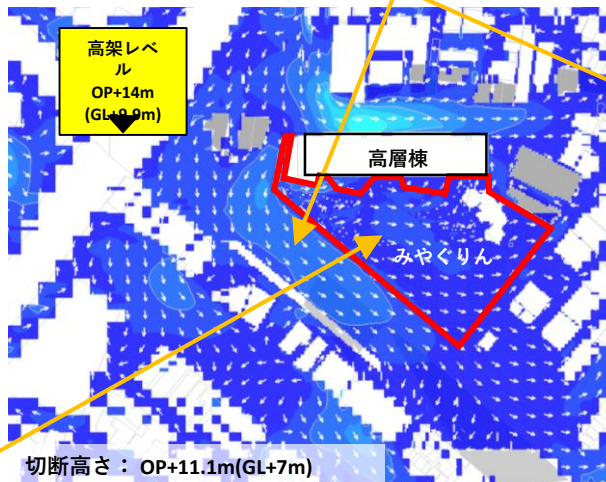 高架レベ
ル
OP+14m
(GL+9.9m)
高層棟
みやぐりん
切断高さ： OP+11.1m(GL+7m)